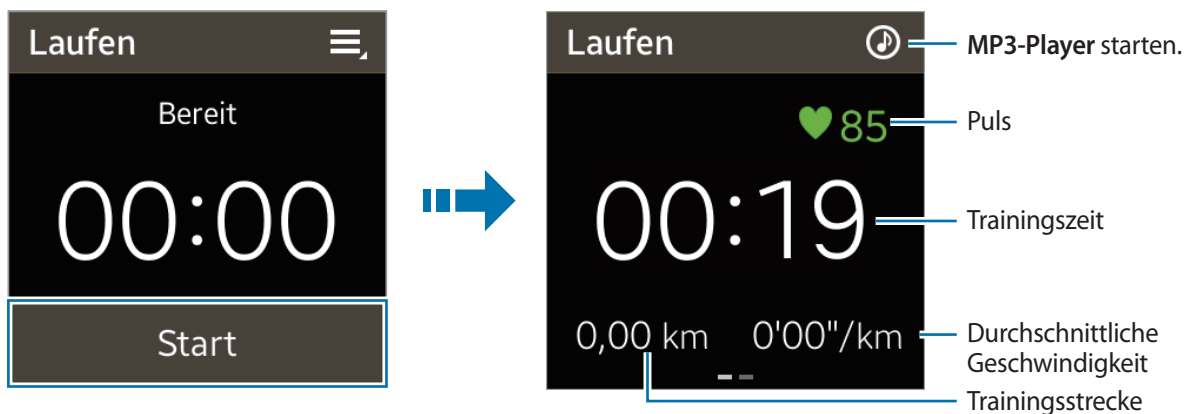 Laufen
Bereit
00:00
Start
Laufen
85
00:19
0,00 km 0'00"/km
MP3-Player starten.
Puls
Trainingszeit
Durchschnittliche
Geschwindigkeit
Trainingsstrecke